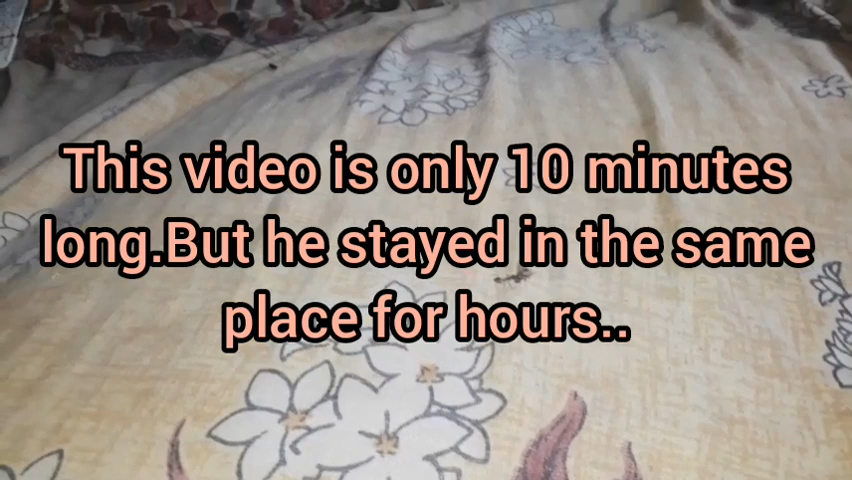 This video is only 10 minutes
long.But he stayed in the same
place for hours..